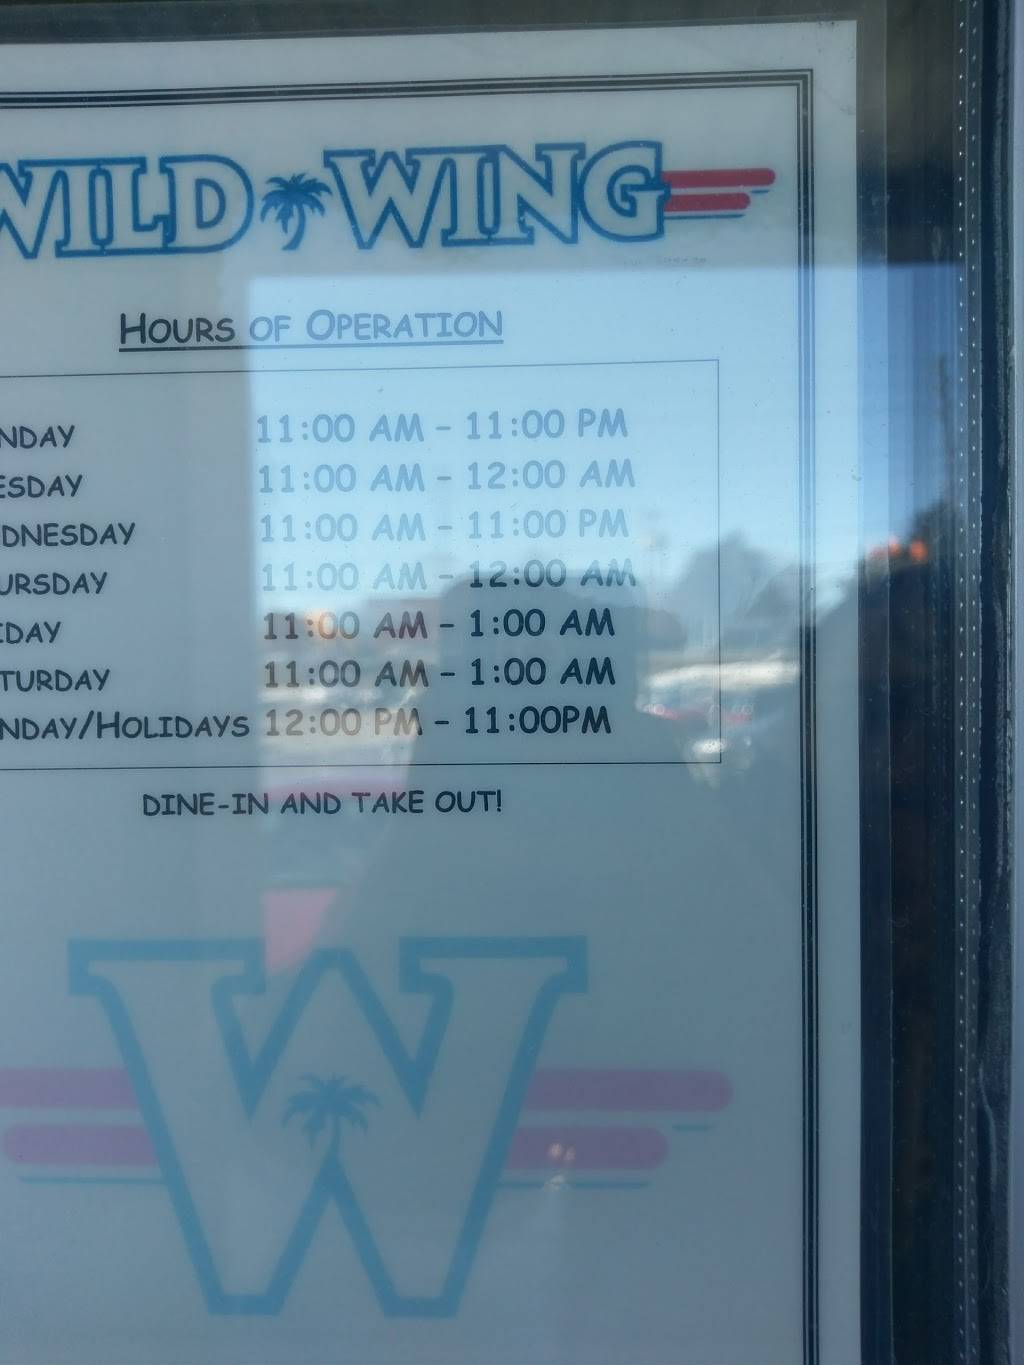 WILD WING
HOURS OF OPERATION
NDAY 11:00 AM - 11:00 PM
ESDAY 11:00 AM - 12:00 AM
DNESDAY 11:00 AM - 11:00 PM
URSDAY 11:00 AM - 12:00 AM
IDAY 11:00 AM - 1:00 AM
TURDAY 11:00 AM - 1:00 AM
NDAY/HOLIDAYS 12:00 PM - 11:00PM
DINE-IN AND TAKE OUT!
W